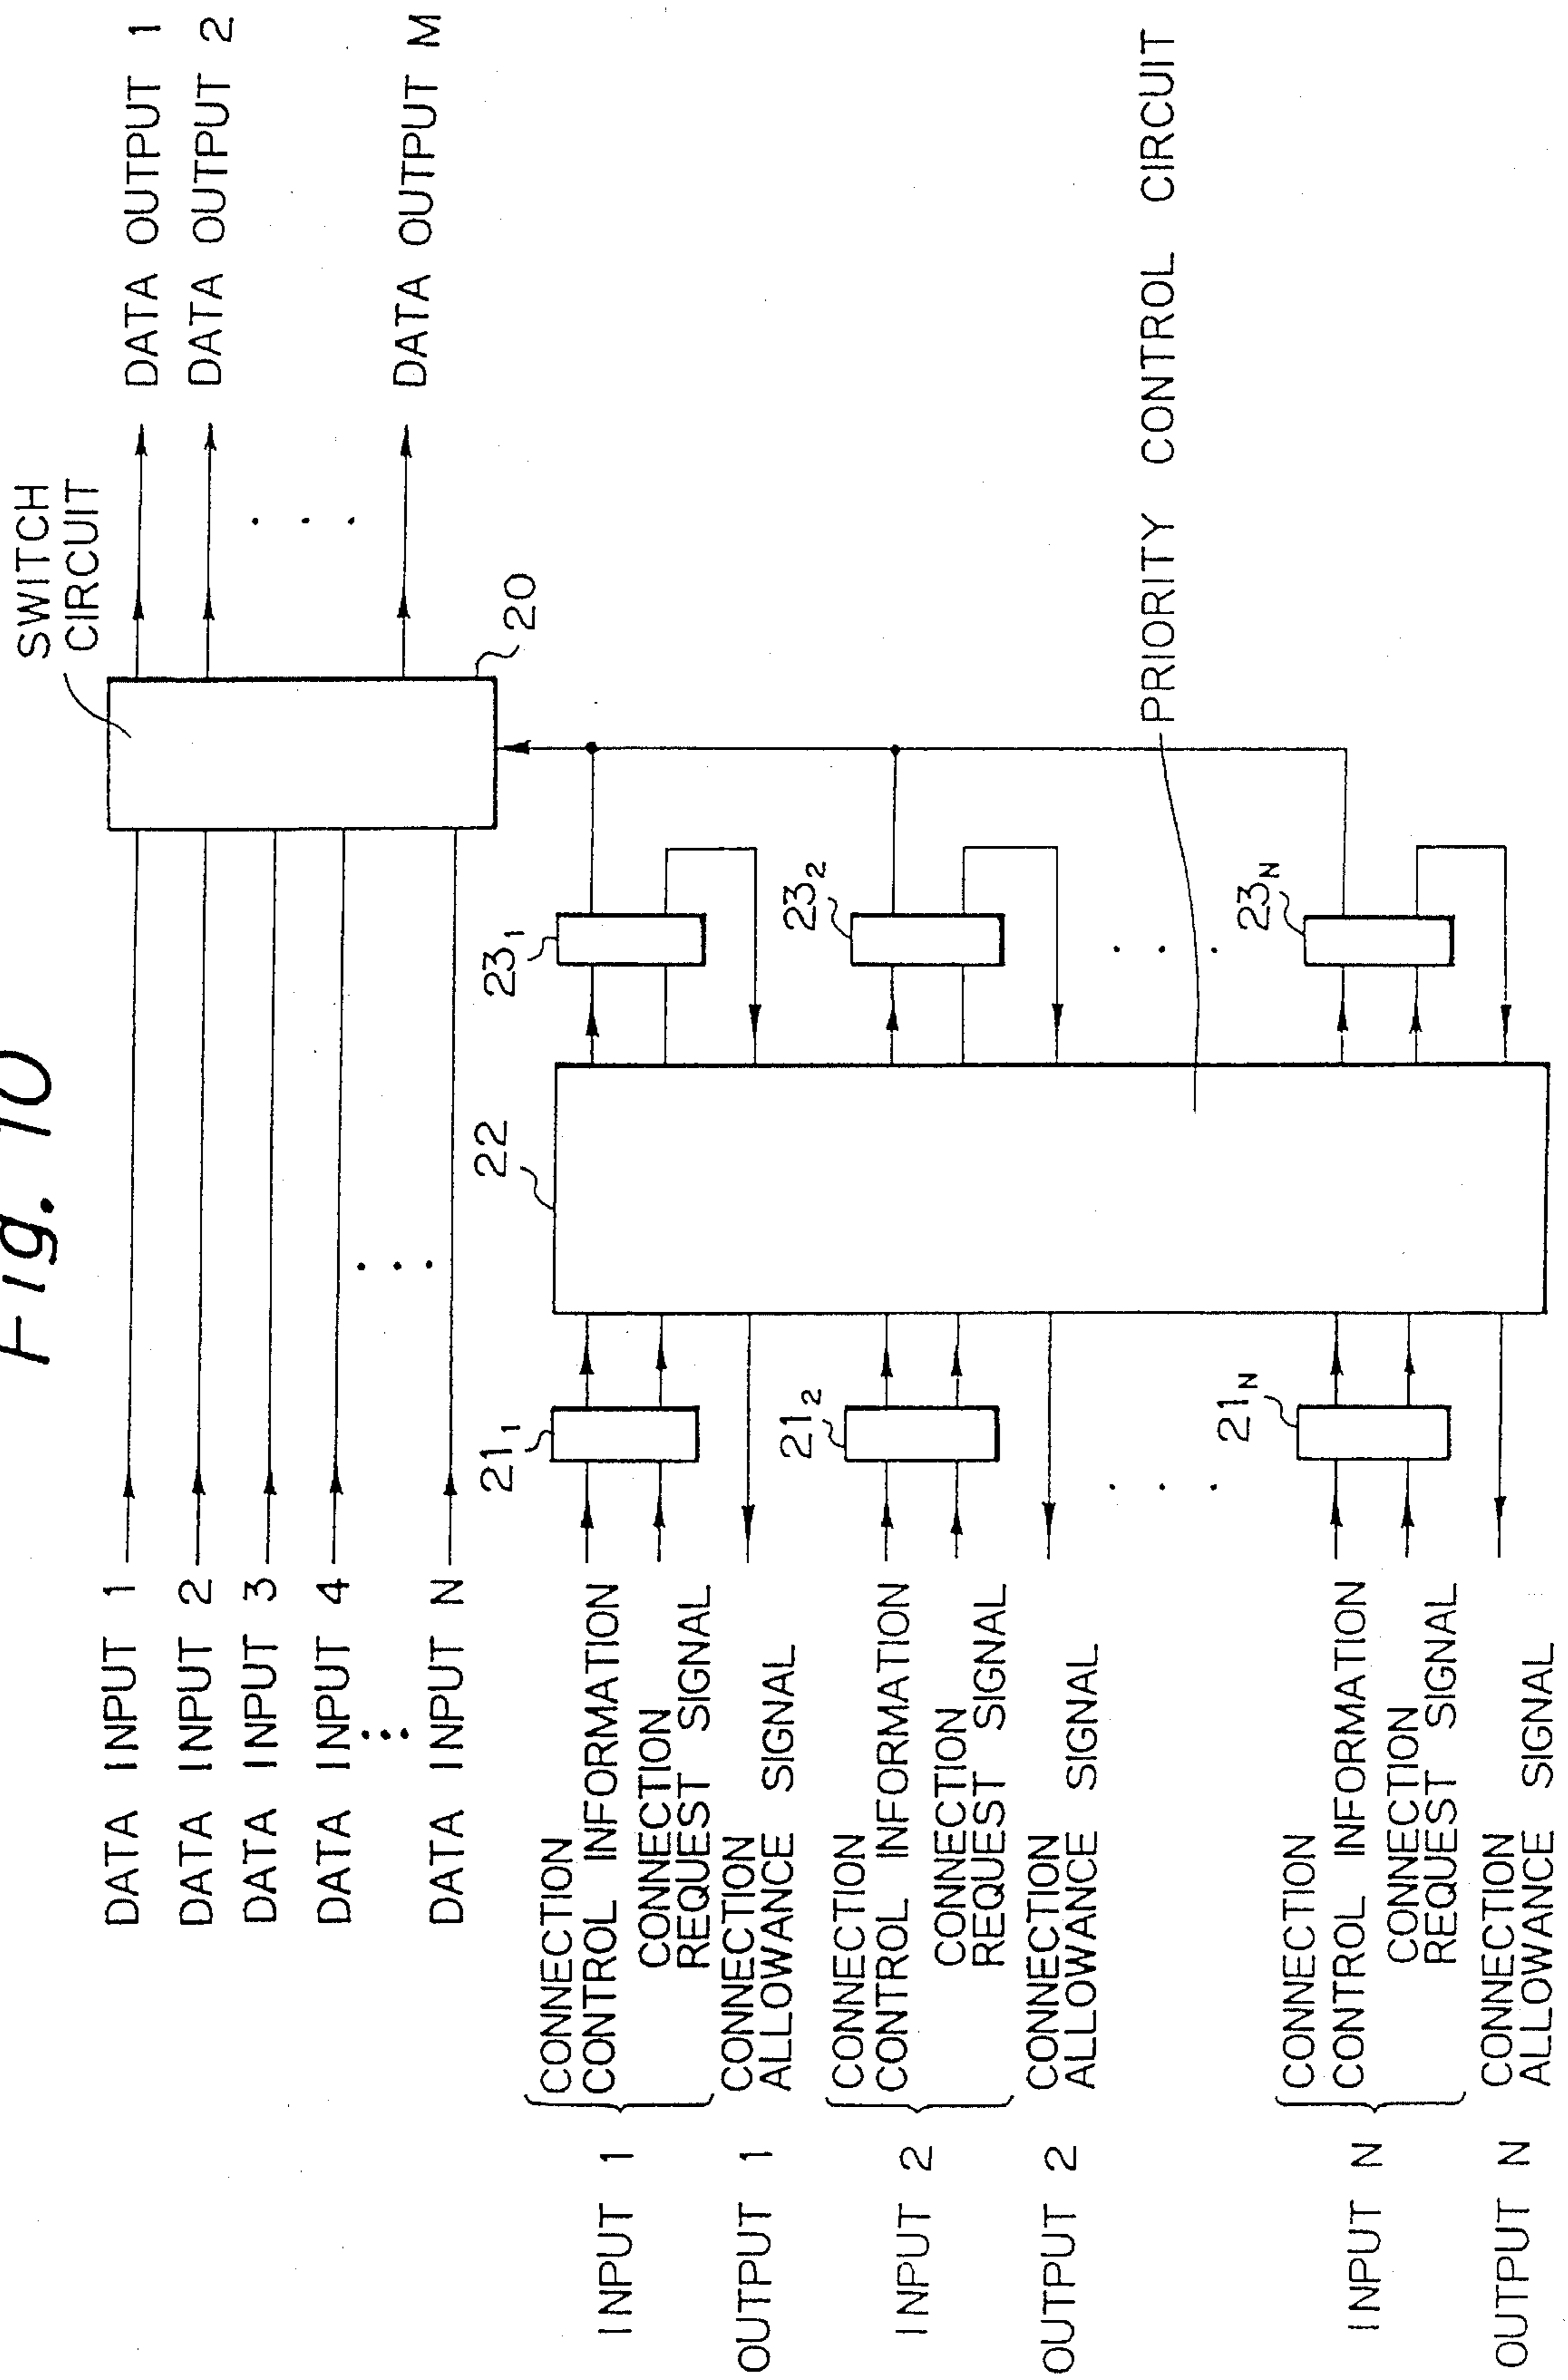 Fig. 10
SWITCH
CIRCUIT
DATA INPUT 1
DATA INPUT 2
DATA INPUT 3
DATA INPUT 4
DATA INPUT N
DATA OUTPUT 1
DATA OUTPUT 2
DATA OUTPUT M
20
INPUT 1
CONNECTION
CONTROL INFORMATION
CONNECTION
REQUEST SIGNAL
OUTPUT 1
CONNECTION
ALLOWANCE SIGNAL
21₁
22
23₁
INPUT 2
CONNECTION
CONTROL INFORMATION
CONNECTION
REQUEST SIGNAL
OUTPUT 2
CONNECTION
ALLOWANCE SIGNAL
21₂
23₂
PRIORITY CONTROL CIRCUIT
INPUT N
CONNECTION
CONTROL INFORMATION
CONNECTION
REQUEST SIGNAL
OUTPUT N
CONNECTION
ALLOWANCE SIGNAL
21N
23N